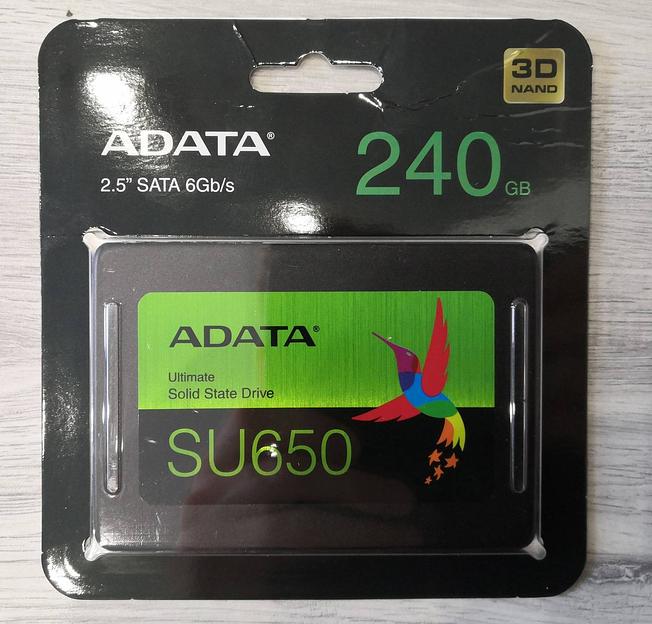 3D
NAND
ADATA®
240 GB
2.5” SATA 6Gb/s
ADATA®
Ultimate
Solid State Drive
SU650